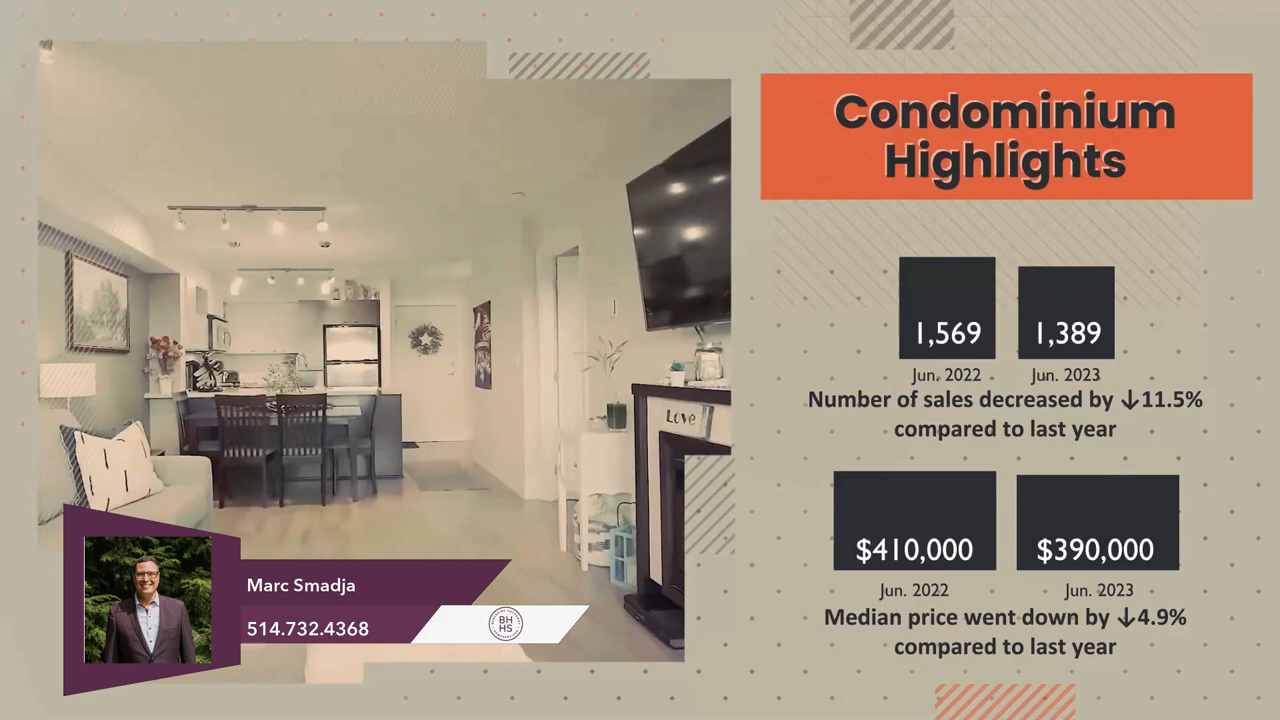 Condominium
Highlights
1,569
1,389
Jun. 2022
Jun. 2023
Number of sales decreased by ↓11.5%
compared to last year
$410,000
$390,000
Jun. 2022
Jun. 2023
Median price went down by ↓4.9%
compared to last year
Love
Marc Smadja
514.732.4368
BH
HS